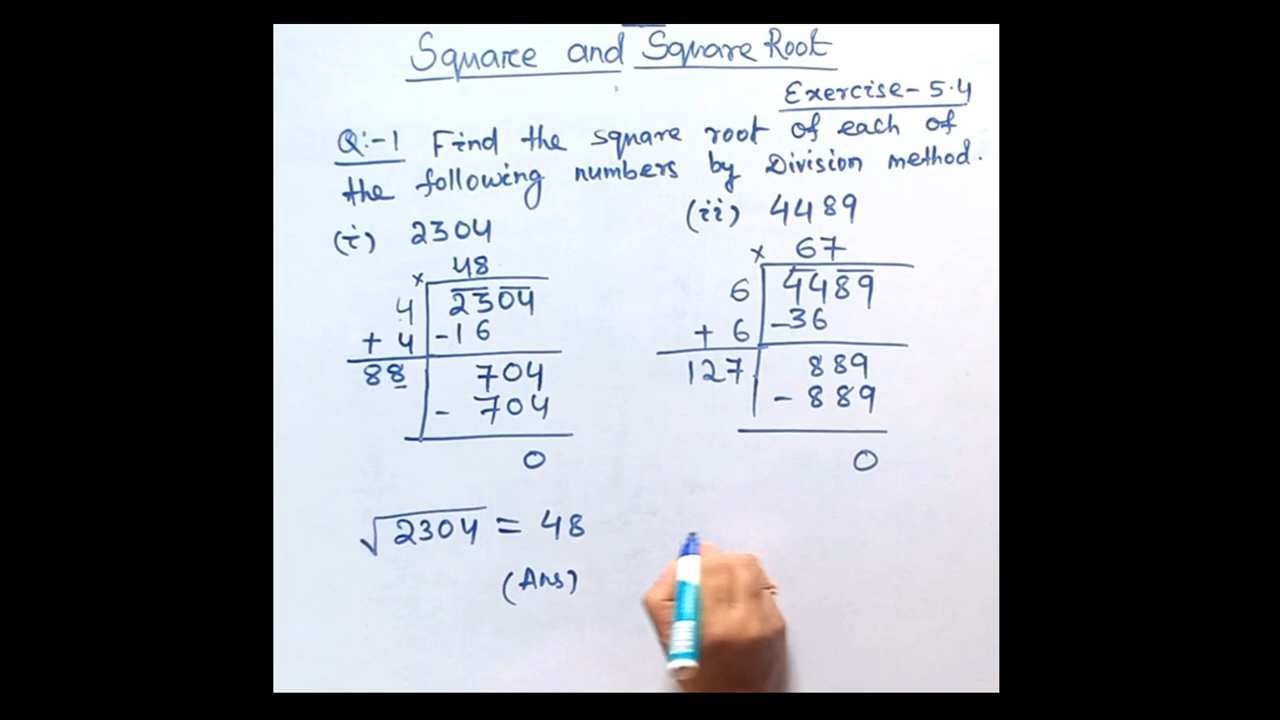 Square and Square Root
Exercise- 5.4
Q:-1 Find the square root of each of
the following numbers by Division method.
(i) 2304
x 48
4 2304
+ 4 -16
88 704
- 704
0
√2304 = 48
(Ans)
(ii) 4489
x 67
6 4489
+ 6 -36
127 889
- 889
0